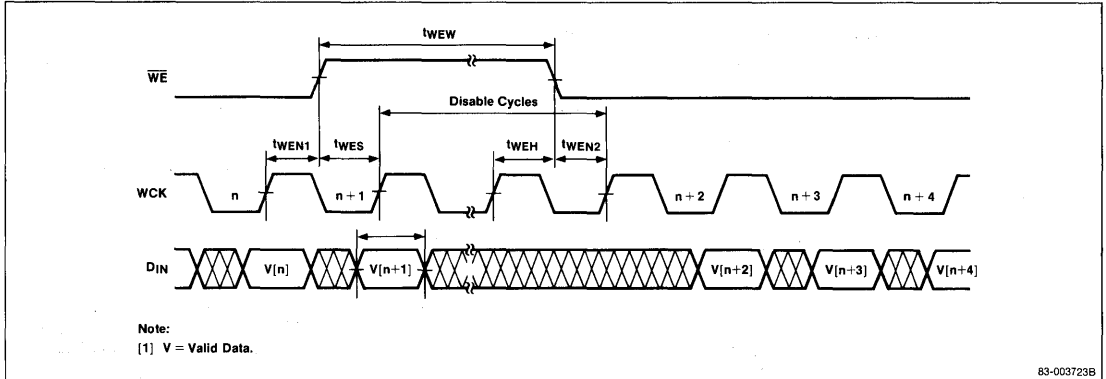 tWEW
WE
Disable Cycles
tWEN1 tWES tWEH tWEN2
WCK n n + 1 n + 2 n + 3 n + 4
DIN V[n] V[n+1] V[n+2] V[n+3] V[n+4]
Note:
[1] V = Valid Data.
83-003723B